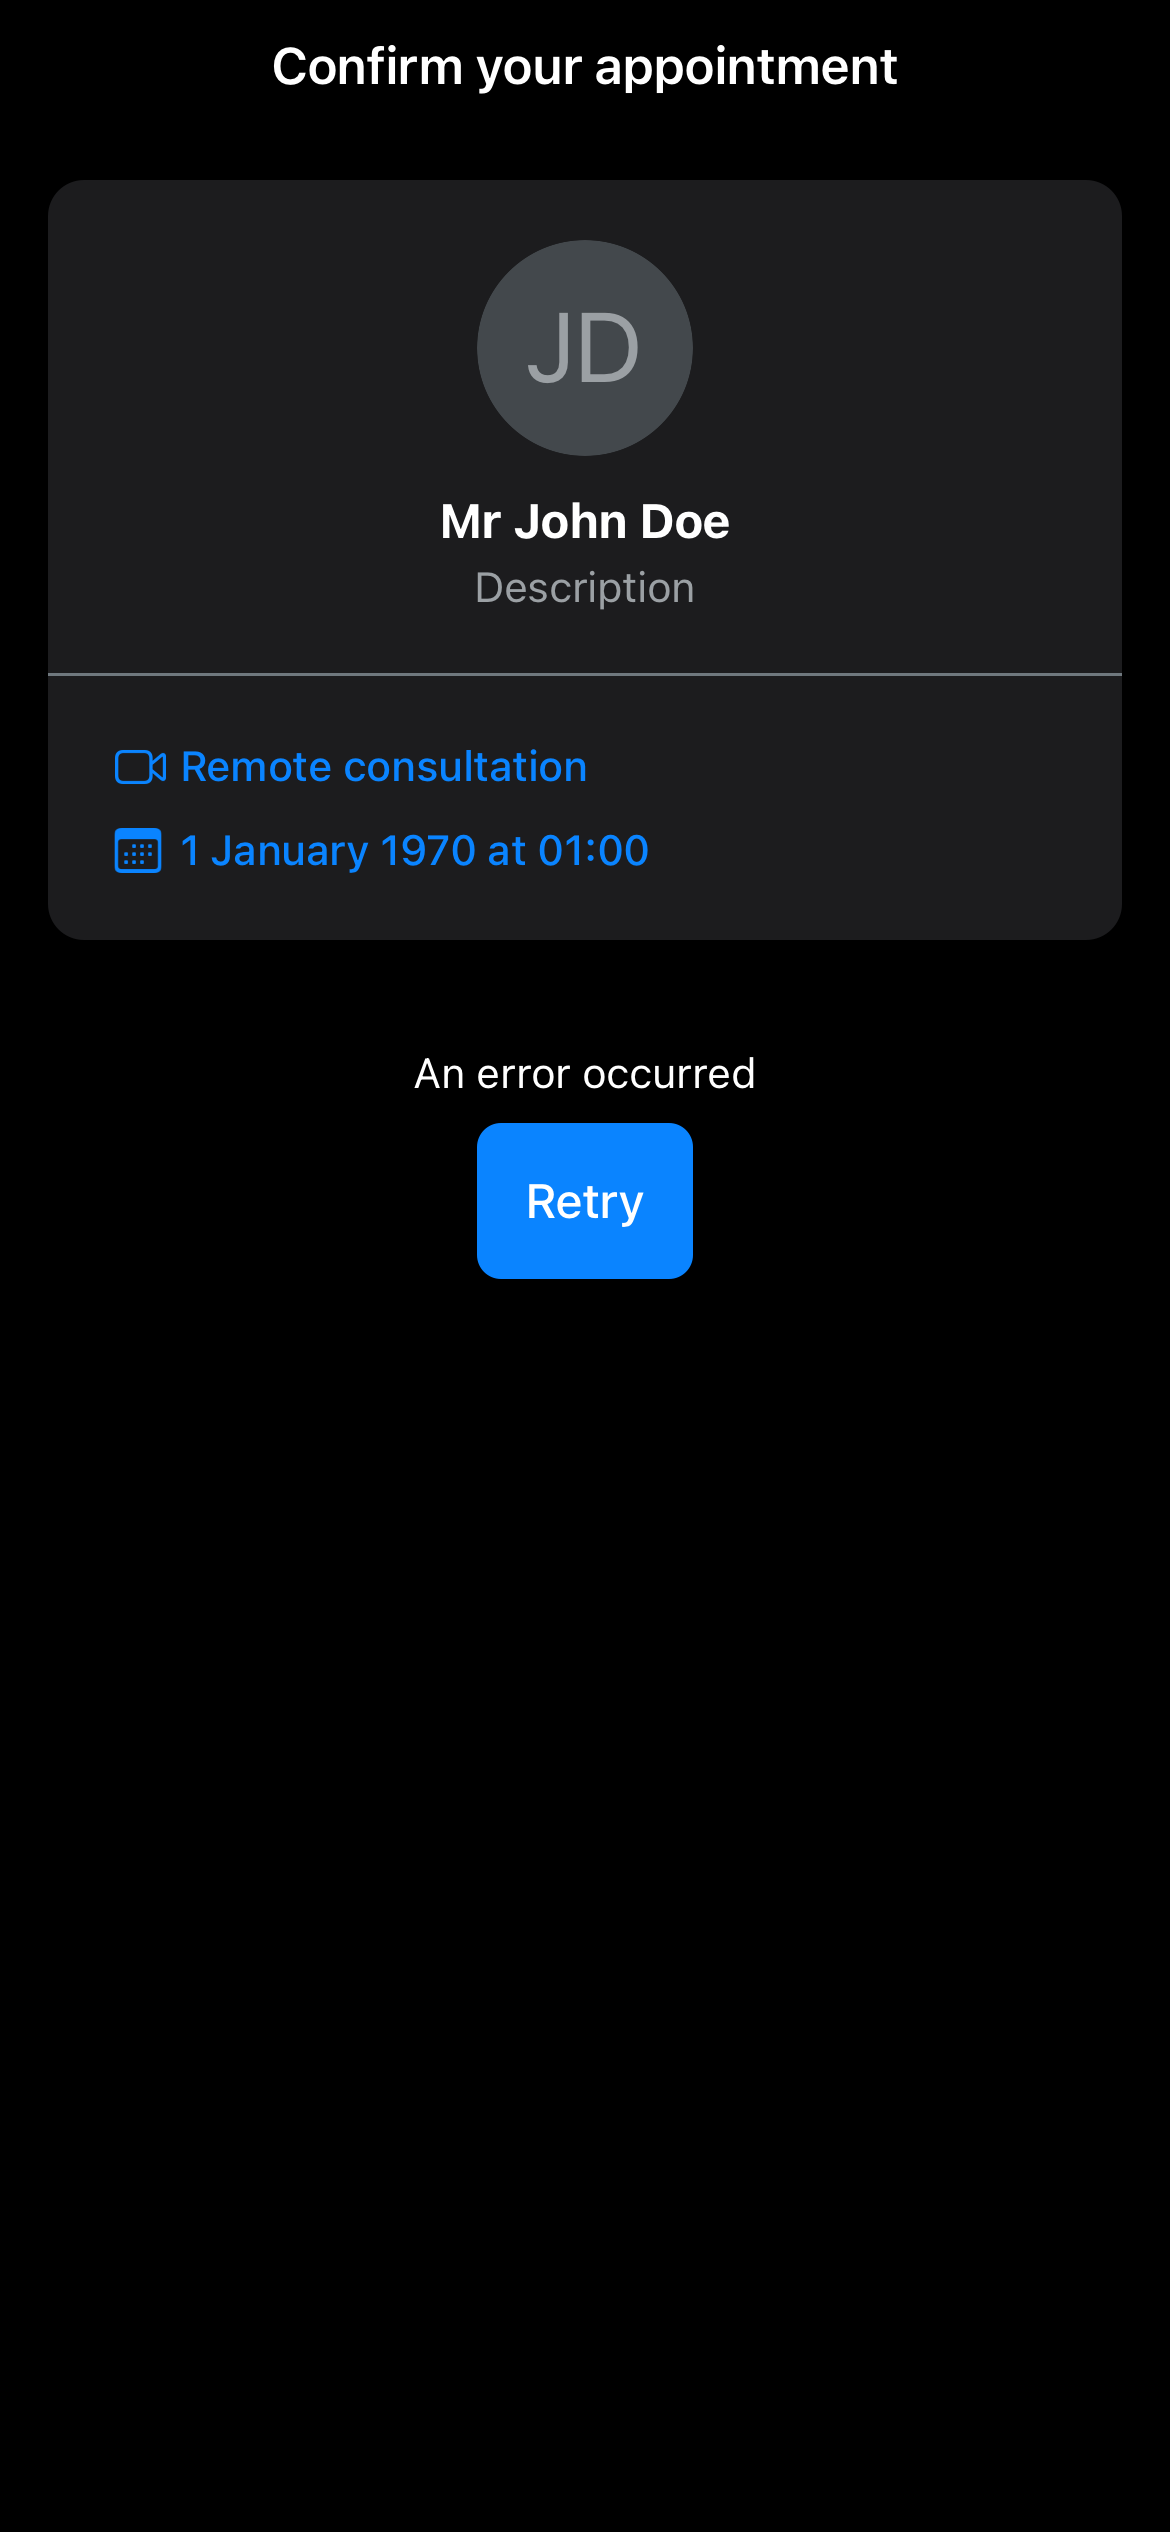 Confirm your appointment
JD
Mr John Doe
Description
Remote consultation
1 January 1970 at 01:00
An error occurred
Retry